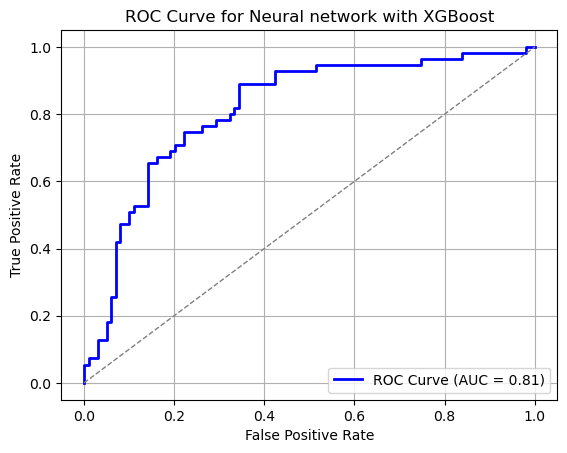 ROC Curve for Neural network with XGBoost
True Positive Rate
1.0
0.8
0.6
0.4
0.2
0.0
ROC Curve (AUC = 0.81)
0.0 0.2 0.4 0.6 0.8 1.0
False Positive Rate